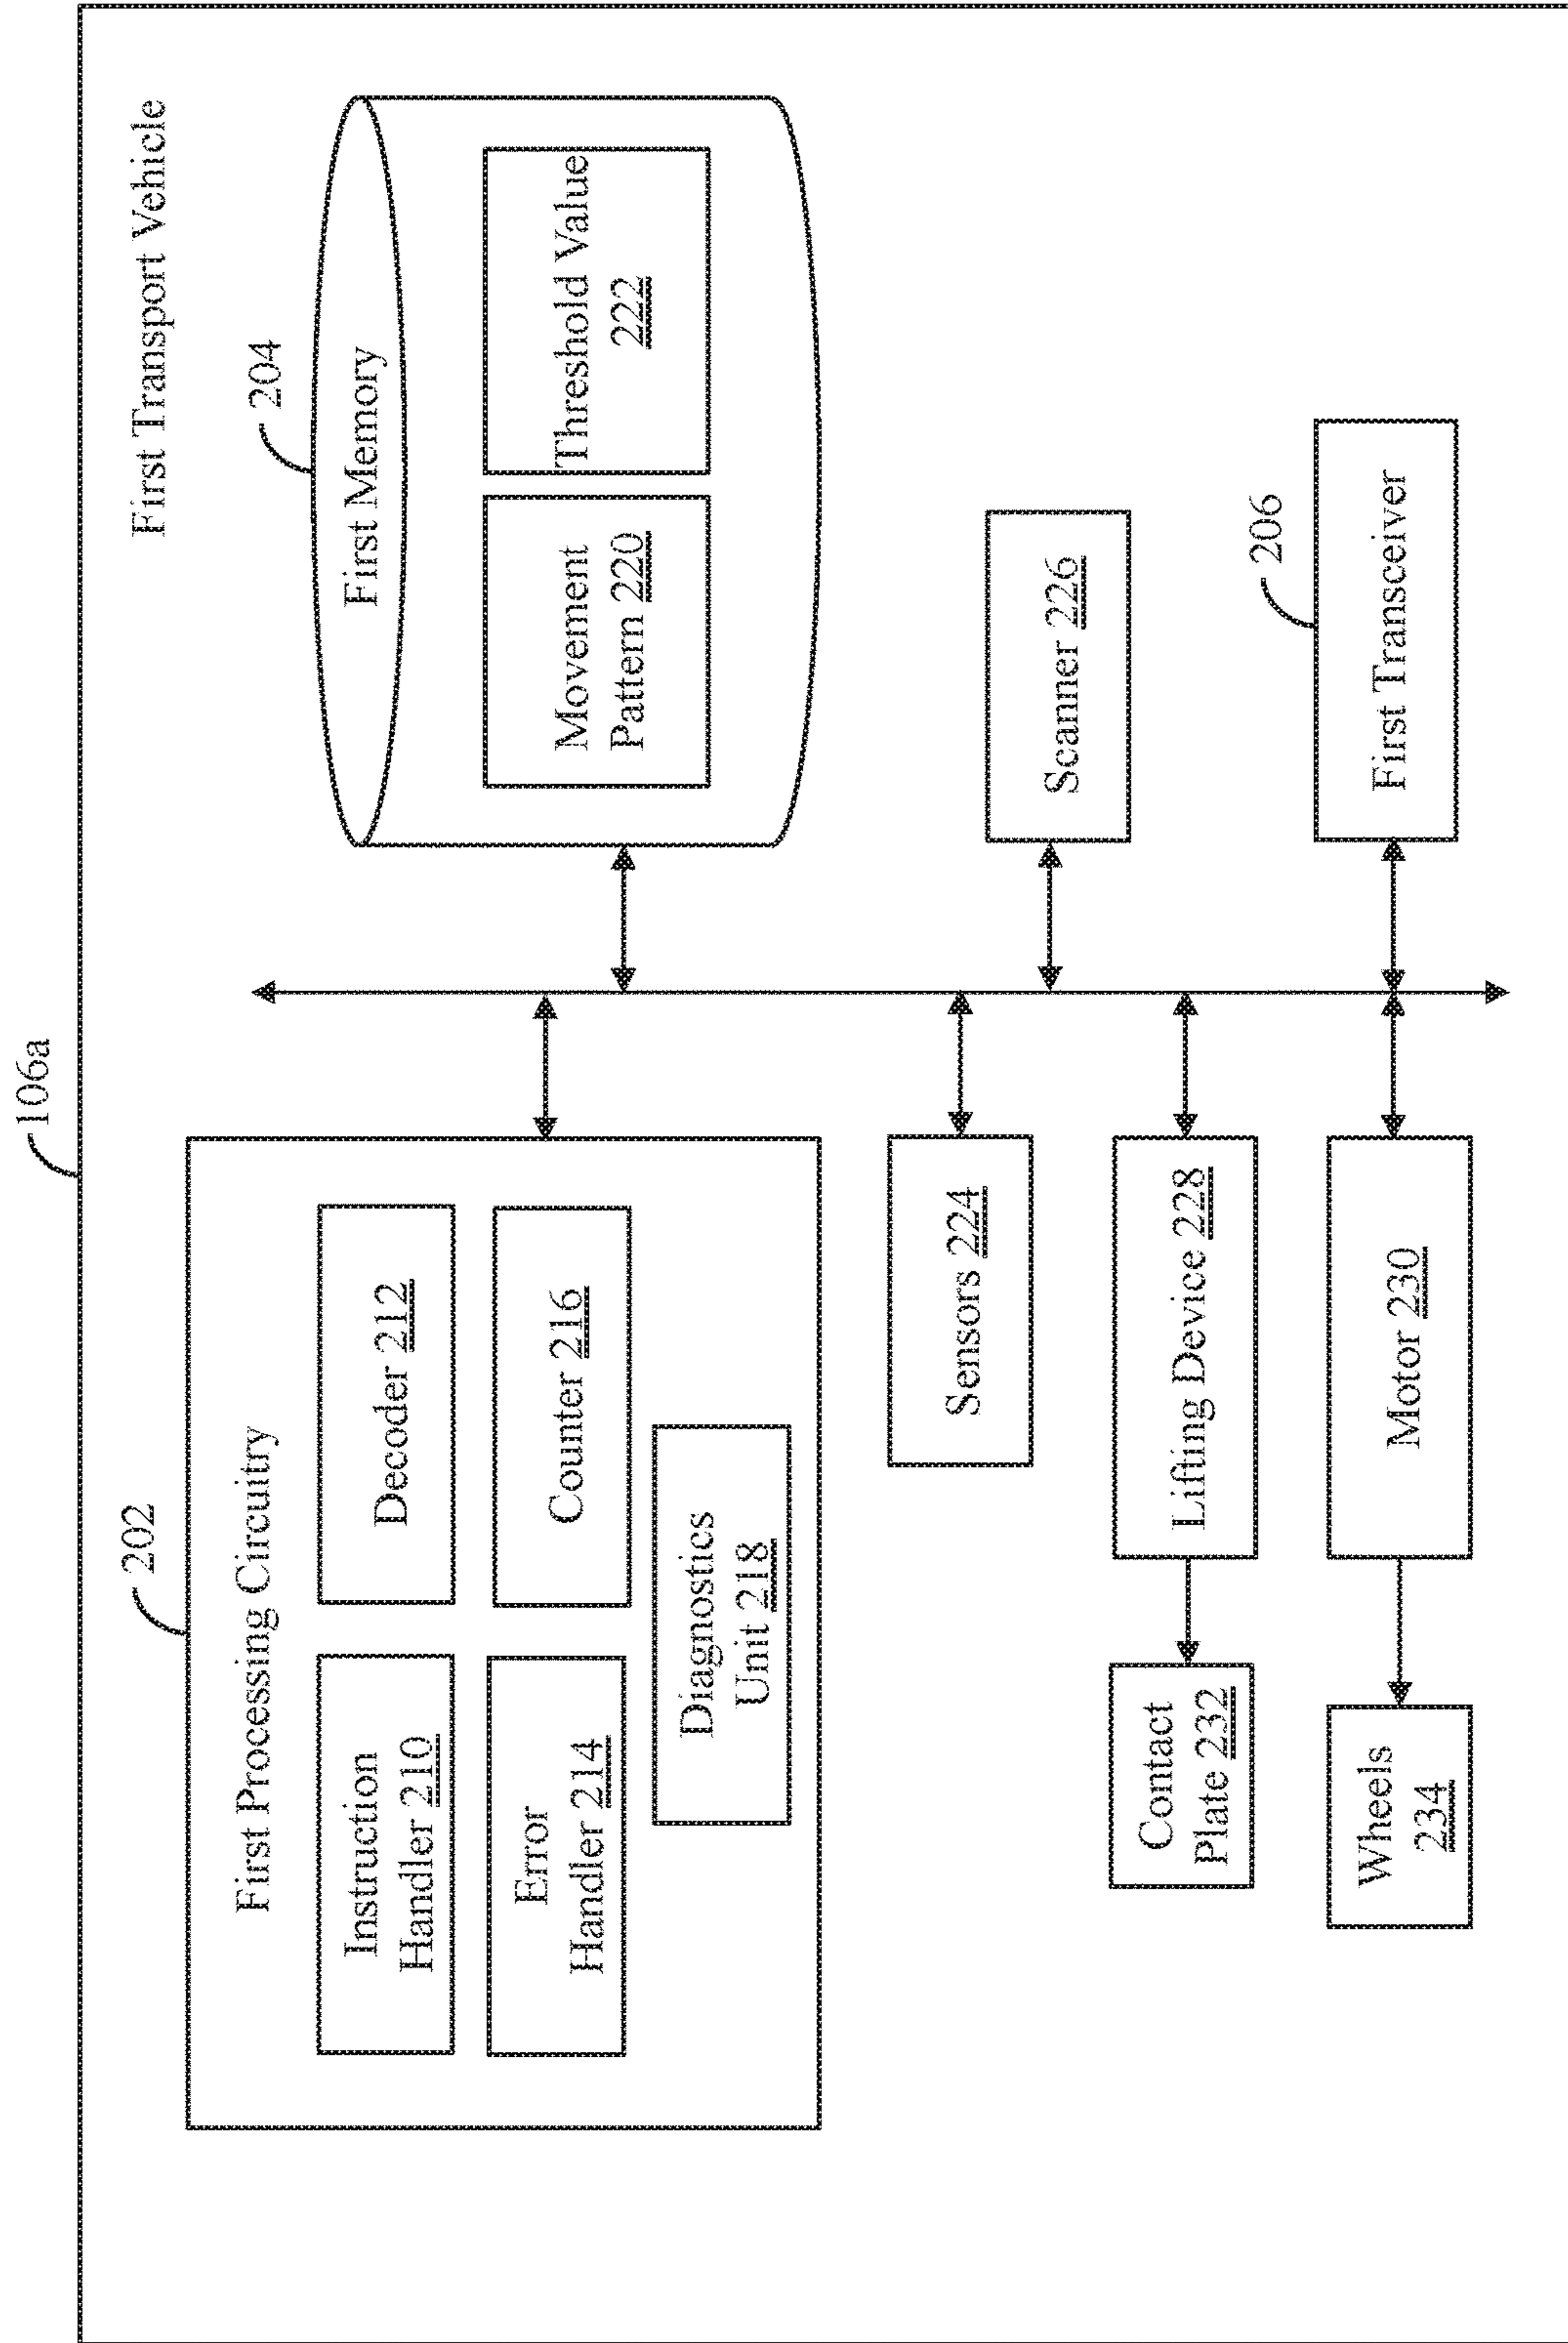 106a
First Transport Vehicle
202
First Processing Circuitry
Instruction
Handler 210
Decoder 212
Error
Handler 214
Counter 216
Diagnostics
Unit 218
204
First Memory
Movement
Pattern 220
Threshold Value
222
Sensors 224
Scanner 226
Contact
Plate 232
Lifting Device 228
206
First Transceiver
Wheels
234
Motor 230